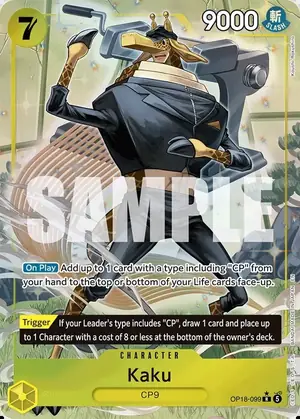 7
9000
斬
SLASH
SAMPLE
On Play Add up to 1 card with a type including "CP" from
your hand to the top or bottom of your Life cards face-up.
Trigger If your Leader's type includes "CP", draw 1 card and place up
to 1 Character with a cost of 8 or less at the bottom of the owner's deck.
CHARACTER
Kaku
CP9
OP18-099 R 5